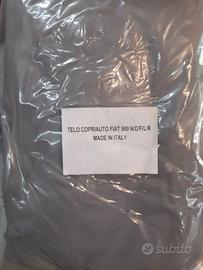 TELO COPRIAUTO FIAT 500 N/D/F/L/R
MADE IN ITALY
subito